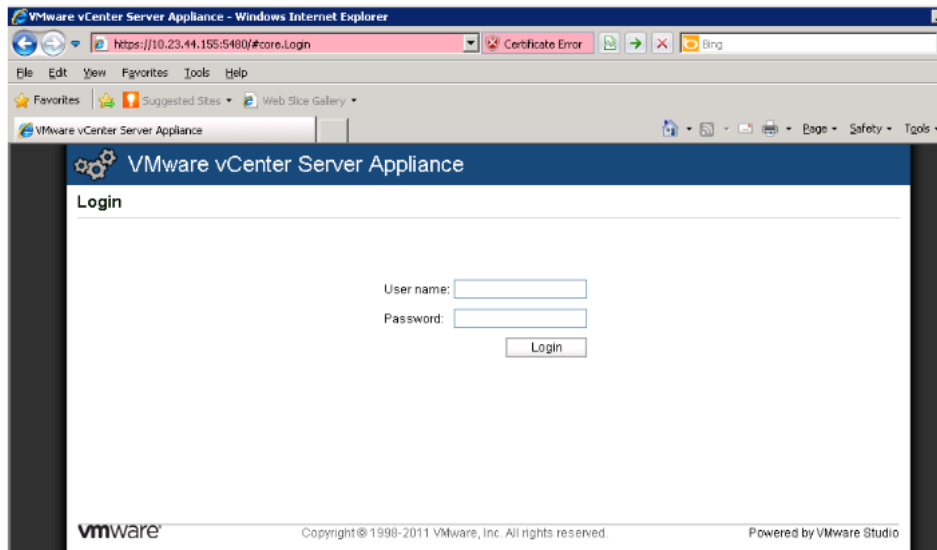 VMware vCenter Server Appliance - Windows Internet Explorer
https://10.23.44.155:5480/#core.Login Certificate Error Bing
File Edit View Favorites Tools Help
Favorites Suggested Sites Web Slice Gallery
VMware vCenter Server Appliance Page Safety Tools
VMware vCenter Server Appliance
Login
User name:
Password:
Login
vmware Copyright © 1998-2011 VMware, Inc. All rights reserved. Powered by VMware Studio